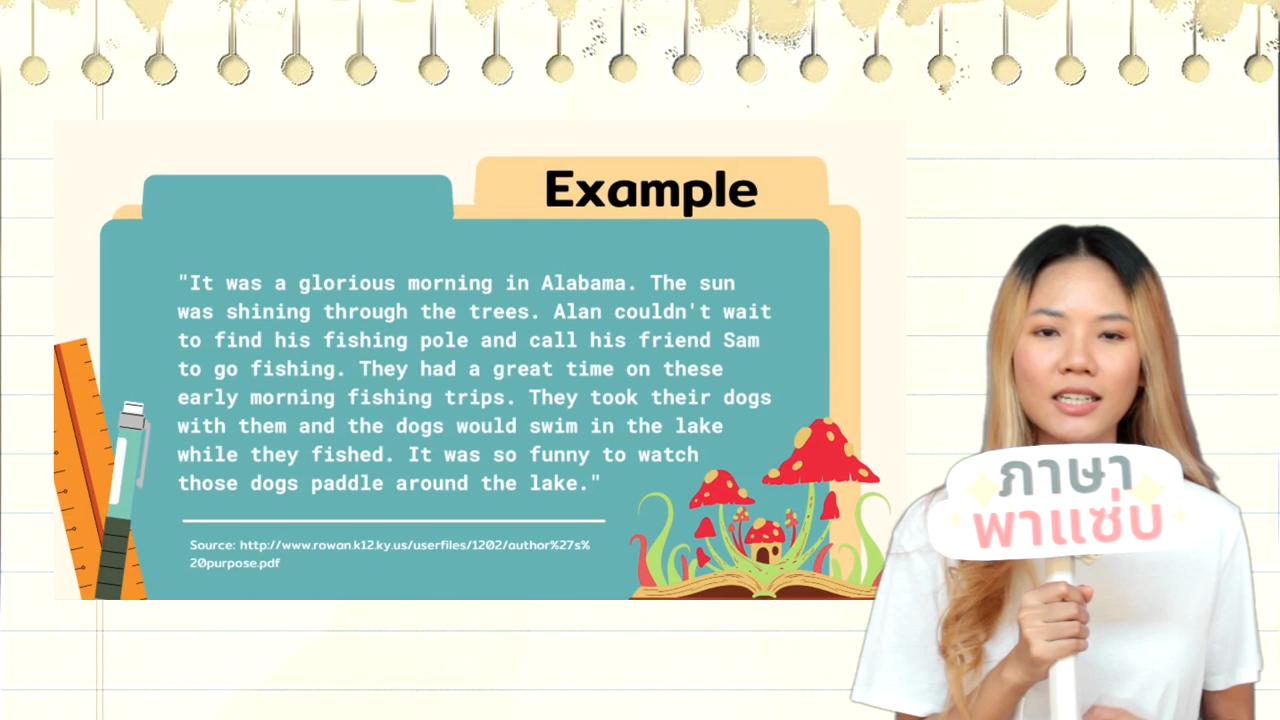 Example
"It was a glorious morning in Alabama. The sun
was shining through the trees. Alan couldn't wait
to find his fishing pole and call his friend Sam
to go fishing. They had a great time on these
early morning fishing trips. They took their dogs
with them and the dogs would swim in the lake
while they fished. It was so funny to watch
those dogs paddle around the lake."
Source: http://www.rowan.k12.ky.us/userfiles/1202/author%27s%
20purpose.pdf
ภาษา
พาแซ่บ